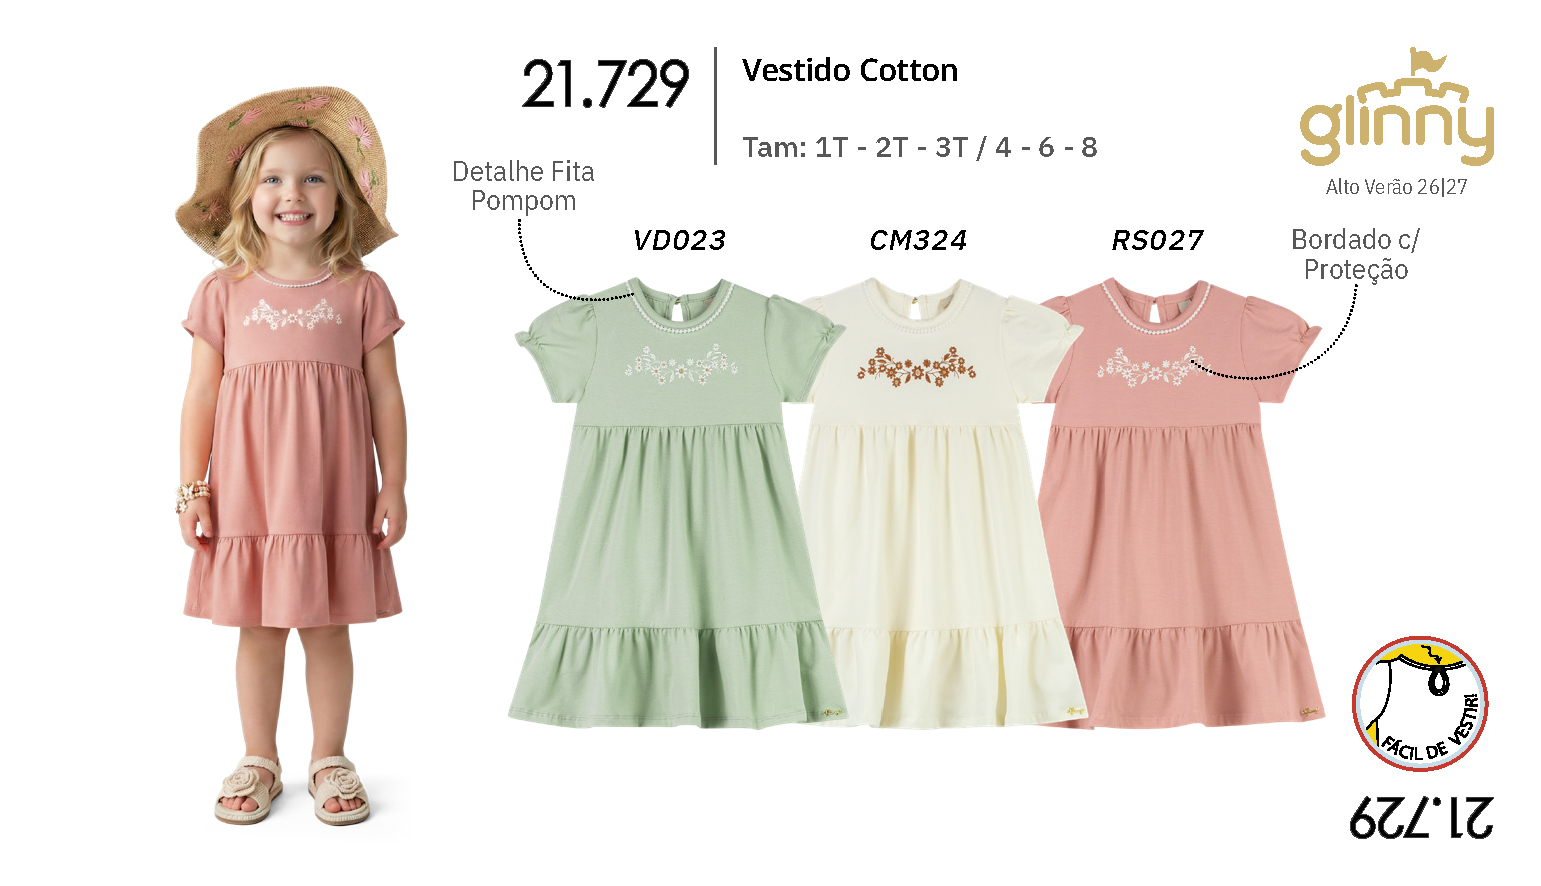 21.729
Vestido Cotton
Tam: 1T - 2T - 3T / 4 - 6 - 8
glinny
Alto Verão 26|27
Detalhe Fita
Pompom
VD023
CM324
RS027
Bordado c/
Proteção
FÁCIL DE VESTIR!
21.729